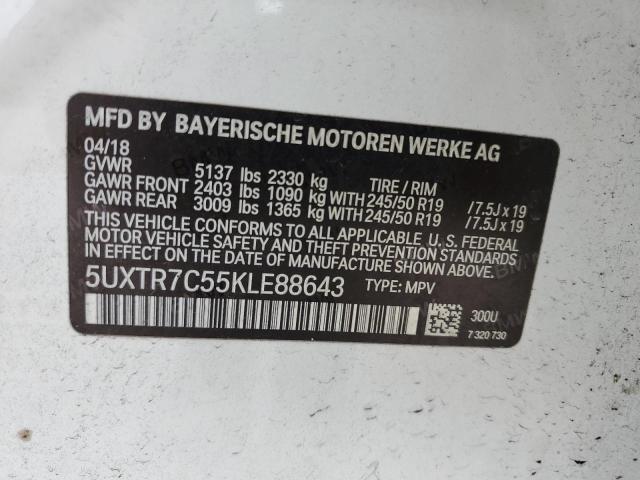 MFD BY BAYERISCHE MOTOREN WERKE AG
04/18
GVWR 5137 lbs 2330 kg TIRE / RIM
GAWR FRONT 2403 lbs 1090 kg WITH 245/50 R19 /7.5J x 19
GAWR REAR 3009 lbs 1365 kg WITH 245/50 R19 /7.5J x 19
THIS VEHICLE CONFORMS TO ALL APPLICABLE U. S. FEDERAL
MOTOR VEHICLE SAFETY AND THEFT PREVENTION STANDARDS
IN EFFECT ON THE DATE OF MANUFACTURE SHOWN ABOVE.
5UXTR7C55KLE88643 TYPE: MPV
300U
7 320 730